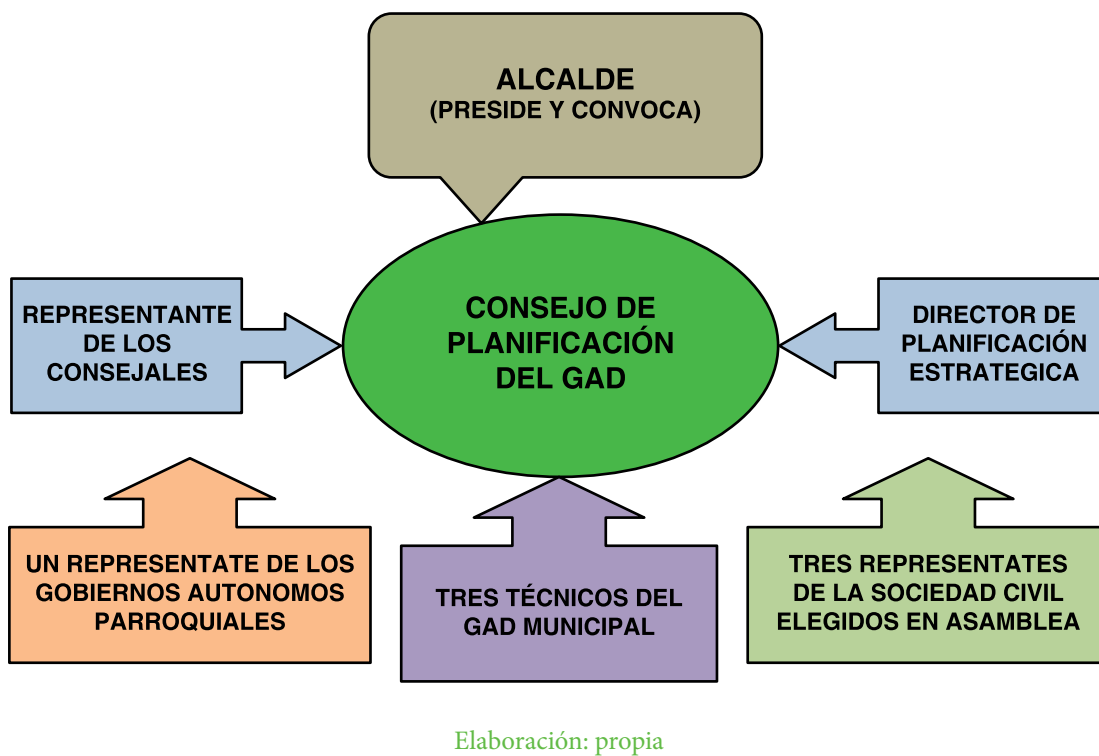 ALCALDE
(PRESIDE Y CONVOCA)
CONSEJO DE
PLANIFICACIÓN
DEL GAD
REPRESENTANTE
DE LOS
CONSEJALES
DIRECTOR DE
PLANIFICACIÓN
ESTRATEGICA
UN REPRESENTATE DE LOS
GOBIERNOS AUTONOMOS
PARROQUIALES
TRES TÉCNICOS DEL
GAD MUNICIPAL
TRES REPRESENTATES
DE LA SOCIEDAD CIVIL
ELEGIDOS EN ASAMBLEA
Elaboración: propia